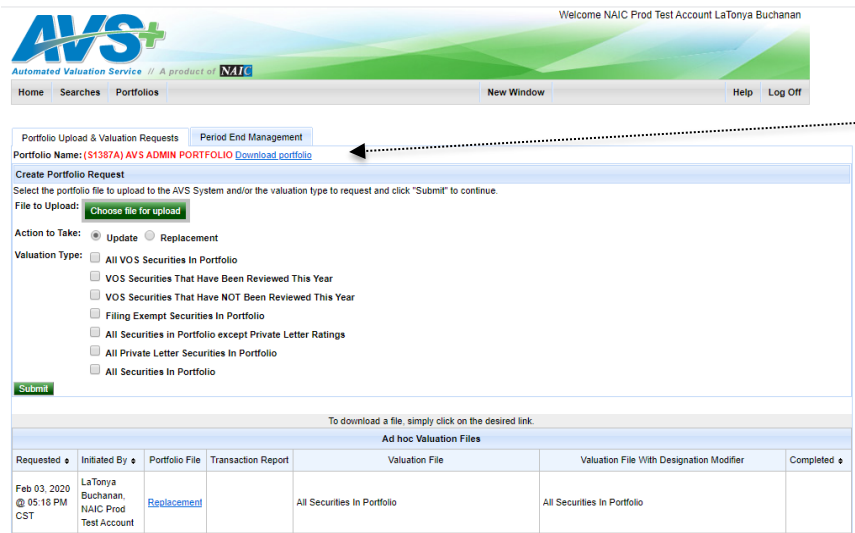 Welcome NAIC Prod Test Account LaTonya Buchanan
AVS+
Automated Valuation Service // A product of NAIC
Home Searches Portfolios New Window Help Log Off
Portfolio Upload & Valuation Requests Period End Management
Portfolio Name: (S1387A) AVS ADMIN PORTFOLIO Download portfolio
Create Portfolio Request
Select the portfolio file to upload to the AVS System and/or the valuation type to request and click "Submit" to continue.
File to Upload: Choose file for upload
Action to Take: Update Replacement
Valuation Type: All VOS Securities In Portfolio
VOS Securities That Have Been Reviewed This Year
VOS Securities That Have NOT Been Reviewed This Year
Filing Exempt Securities In Portfolio
All Securities in Portfolio except Private Letter Ratings
All Private Letter Securities In Portfolio
All Securities In Portfolio
Submit
To download a file, simply click on the desired link.
Ad hoc Valuation Files
Requested Initiated By Portfolio File Transaction Report Valuation File Valuation File With Designation Modifier Completed
Feb 03, 2020
@ 05:18 PM
CST
LaTonya
Buchanan,
NAIC Prod
Test Account
Replacement
All Securities In Portfolio
All Securities In Portfolio